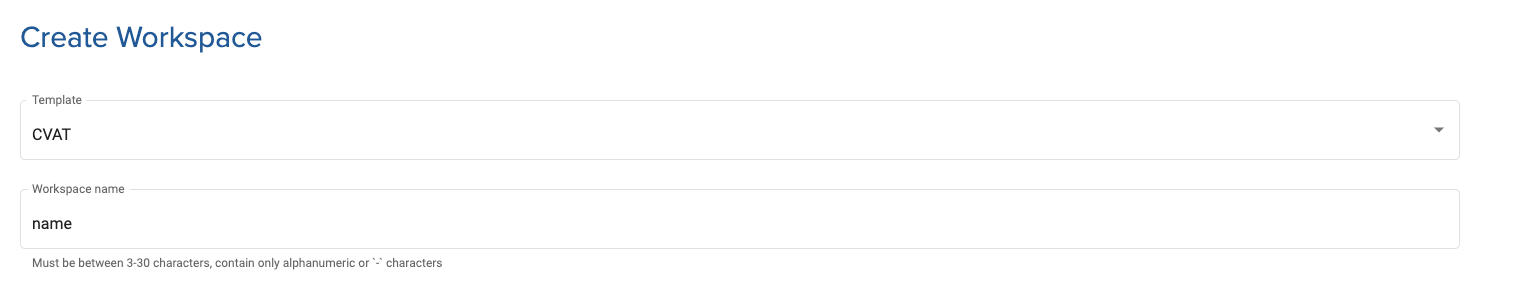 Create Workspace
Template
CVAT
Workspace name
name
Must be between 3-30 characters, contain only alphanumeric or `-` characters